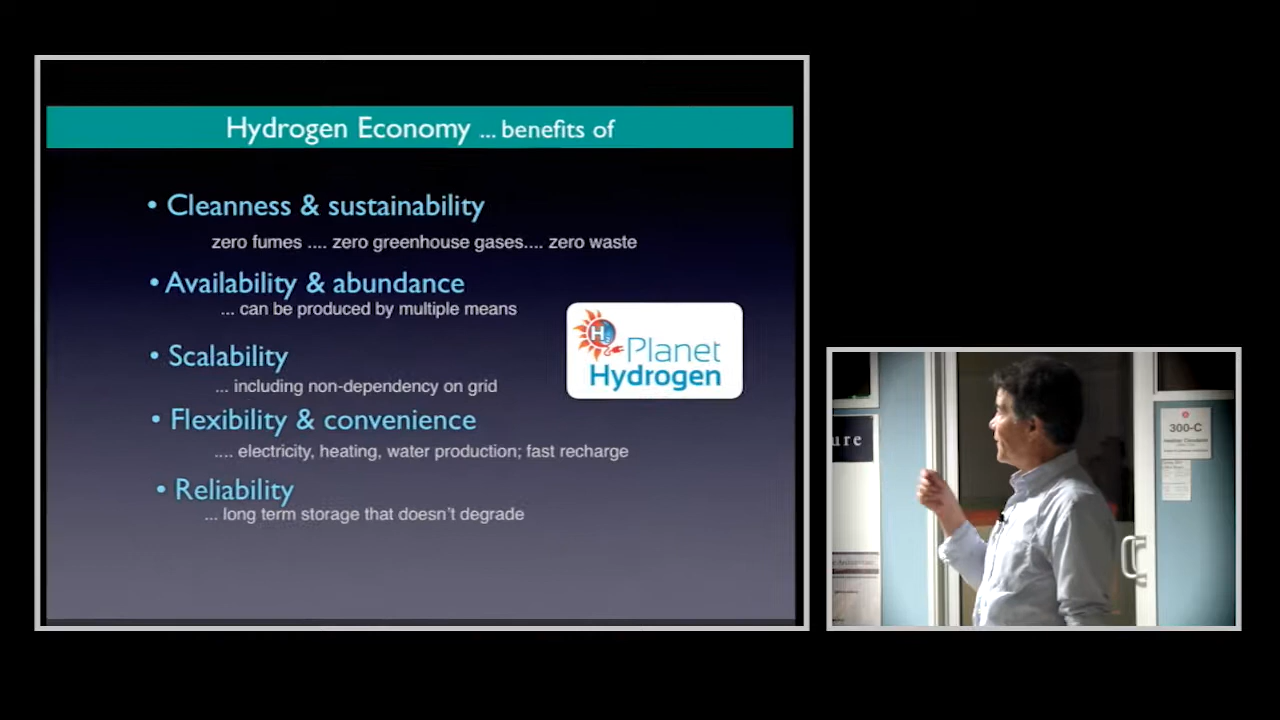 Hydrogen Economy ... benefits of
• Cleanness & sustainability
zero fumes .... zero greenhouse gases.... zero waste
• Availability & abundance
... can be produced by multiple means
• Scalability
... including non-dependency on grid
• Flexibility & convenience
.... electricity, heating, water production; fast recharge
• Reliability
... long term storage that doesn't degrade
H2 Planet
Hydrogen
ure
300-C